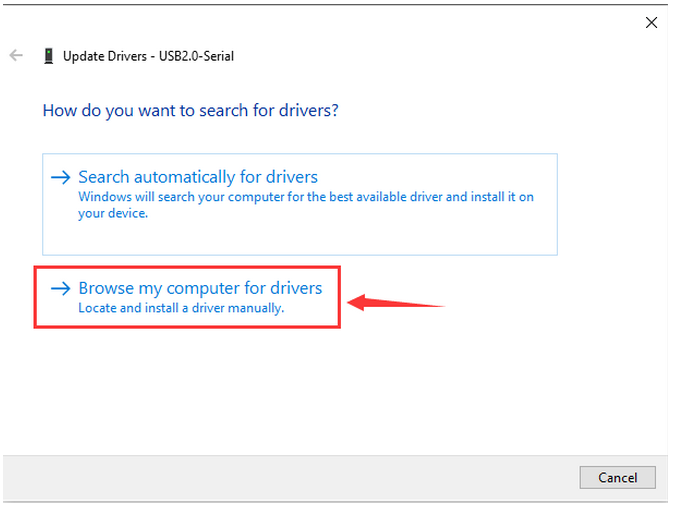 Update Drivers - USB2.0-Serial
How do you want to search for drivers?
Search automatically for drivers
Windows will search your computer for the best available driver and install it on
your device.
Browse my computer for drivers
Locate and install a driver manually.
Cancel